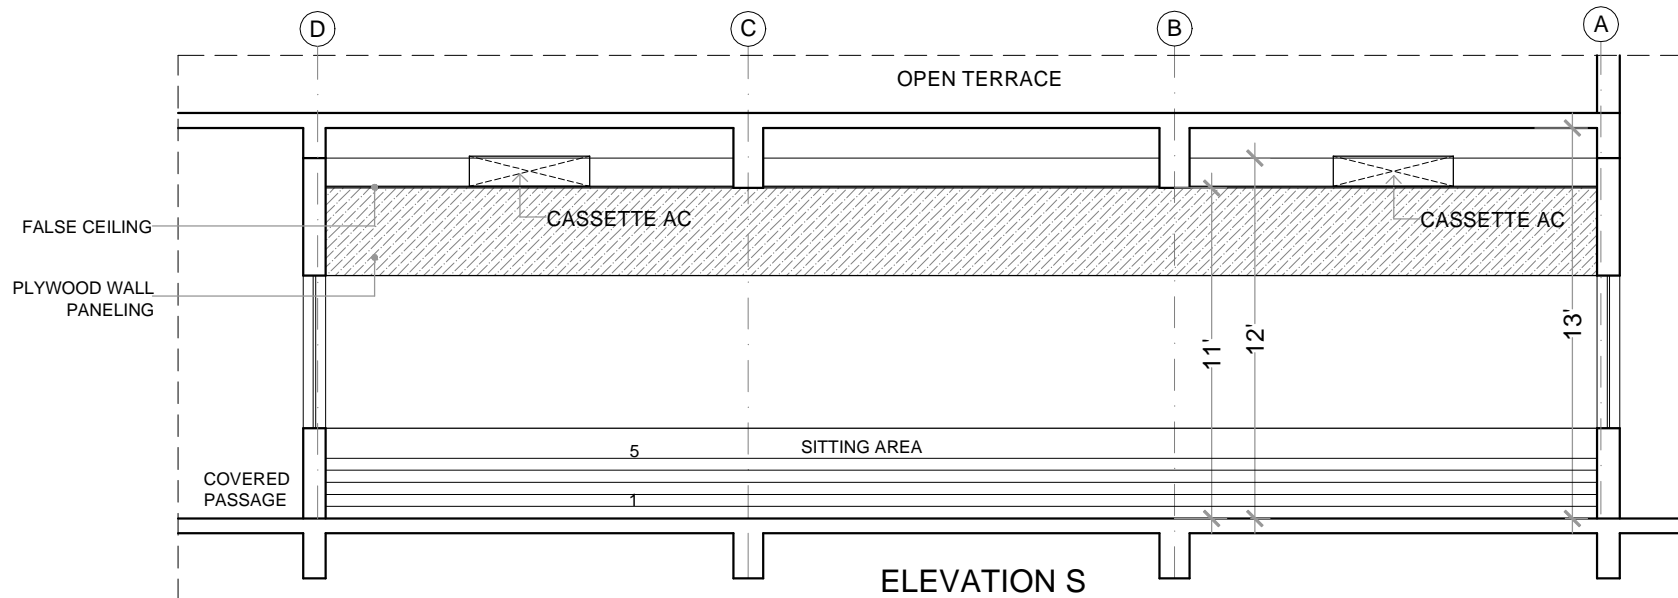 D
C
B
A
OPEN TERRACE
CASSETTE AC
CASSETTE AC
FALSE CEILING
PLYWOOD WALL
PANELING
11'
12'
13'
5
SITTING AREA
COVERED
PASSAGE
1
ELEVATION S